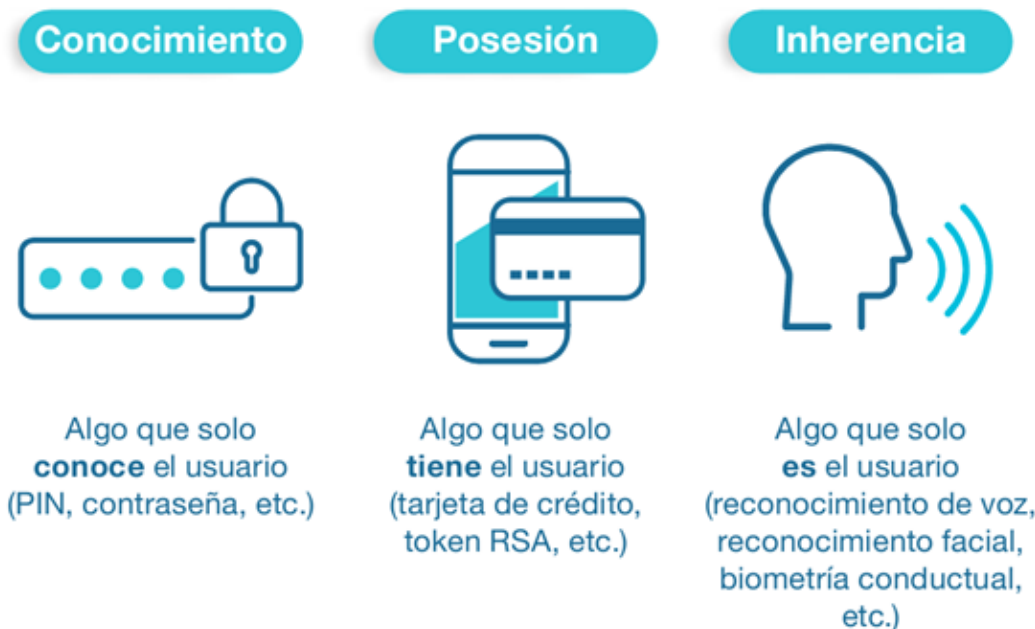 Conocimiento
Posesión
Inherencia
Algo que solo
conoce el usuario
(PIN, contraseña, etc.)
Algo que solo
tiene el usuario
(tarjeta de crédito,
token RSA, etc.)
Algo que solo
es el usuario
(reconocimiento de voz,
reconocimiento facial,
biometría conductual,
etc.)